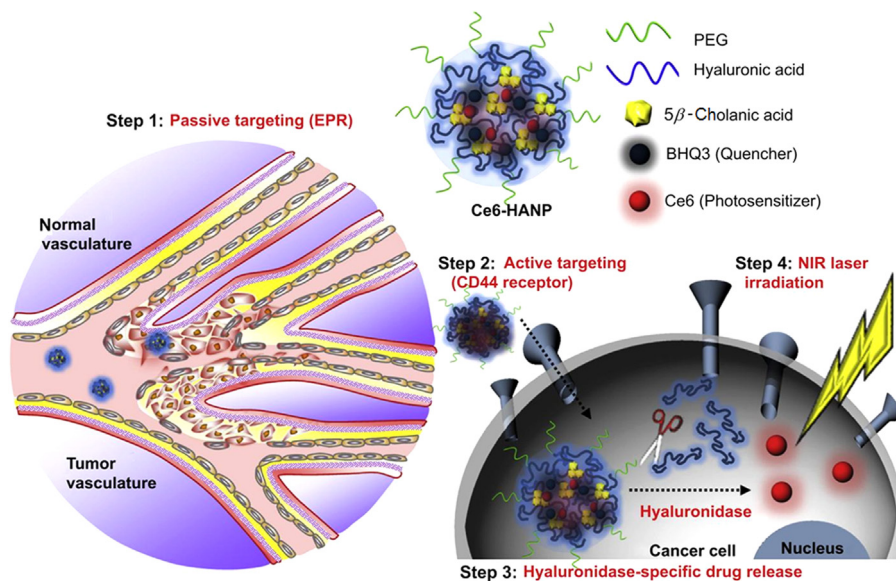 PEG
Hyaluronic acid
5β-Cholanic acid
BHQ3 (Quencher)
Ce6 (Photosensitizer)
Ce6-HANP
Step 1: Passive targeting (EPR)
Normal
vasculature
Tumor
vasculature
Step 2: Active targeting
(CD44 receptor)
Step 4: NIR laser
irradiation
Hyaluronidase
Cancer cell
Nucleus
Step 3: Hyaluronidase-specific drug release